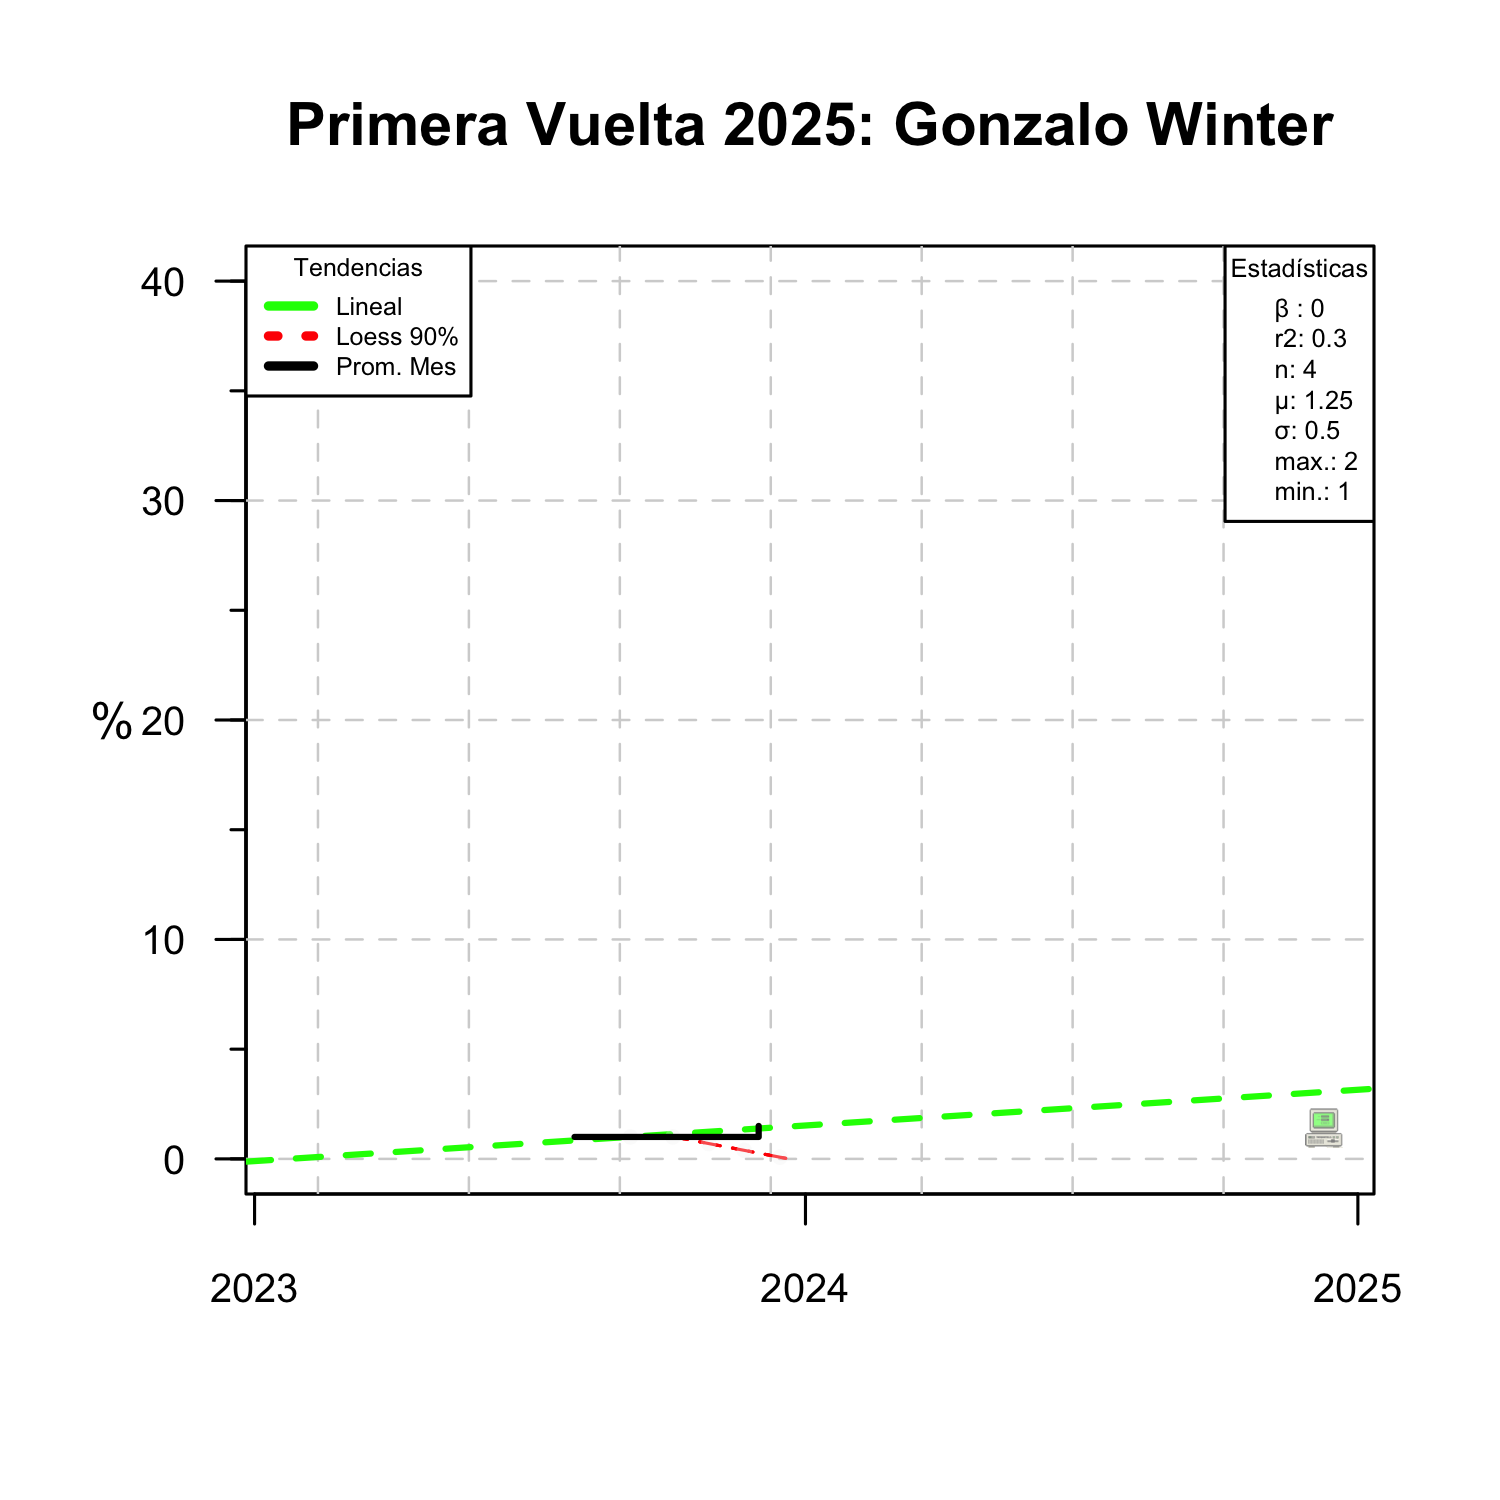 Primera Vuelta 2025: Gonzalo Winter
Tendencias
Lineal
Loess 90%
Prom. Mes
Estadísticas
β : 0
r2: 0.3
n: 4
μ: 1.25
σ: 0.5
max.: 2
min.: 1
40
30
%
20
10
0
2023
2024
2025